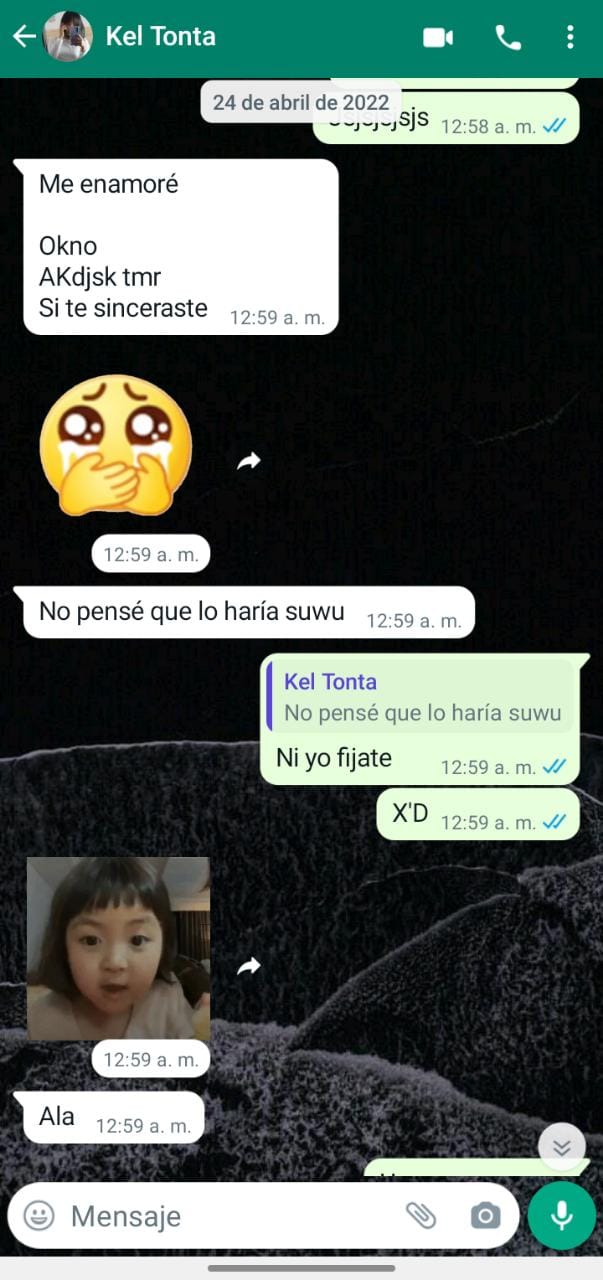 Kel Tonta
24 de abril de 2022
Jsjsjsjsjs 12:58 a. m.
Me enamoré
Okno
AKdjsk tmr
Si te sinceraste 12:59 a. m.
12:59 a. m.
No pensé que lo haría suwu 12:59 a. m.
Kel Tonta
No pensé que lo haría suwu
Ni yo fijate 12:59 a. m.
X'D 12:59 a. m.
12:59 a. m.
Ala 12:59 a. m.
Mensaje